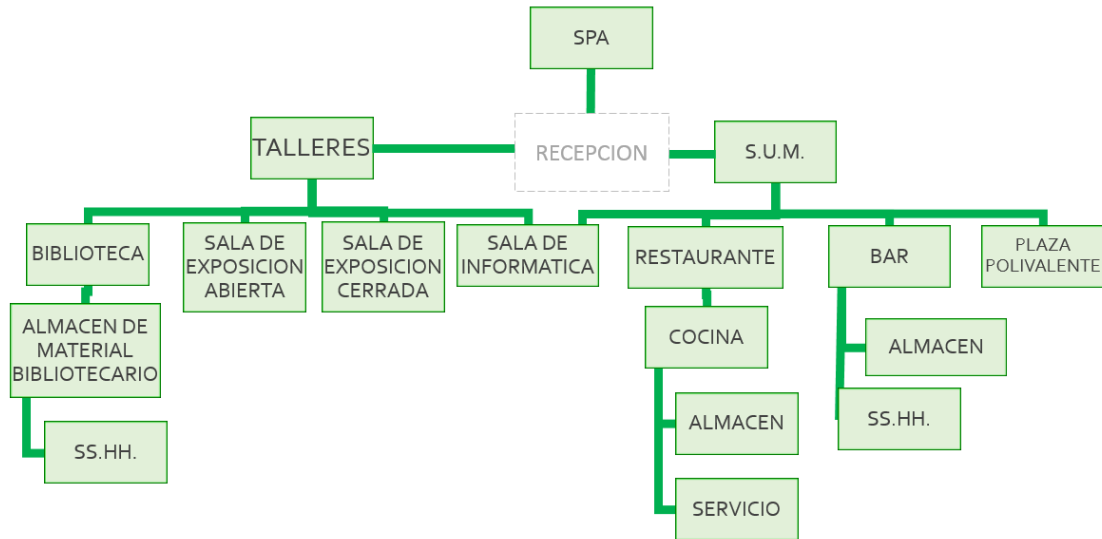 SPA
TALLERES
RECEPCION
S.U.M.
BIBLIOTECA
SALA DE
EXPOSICION
ABIERTA
SALA DE
EXPOSICION
CERRADA
SALA DE
INFORMATICA
RESTAURANTE
BAR
PLAZA
POLIVALENTE
ALMACEN DE
MATERIAL
BIBLIOTECARIO
COCINA
ALMACEN
SS.HH.
ALMACEN
SS.HH.
SERVICIO